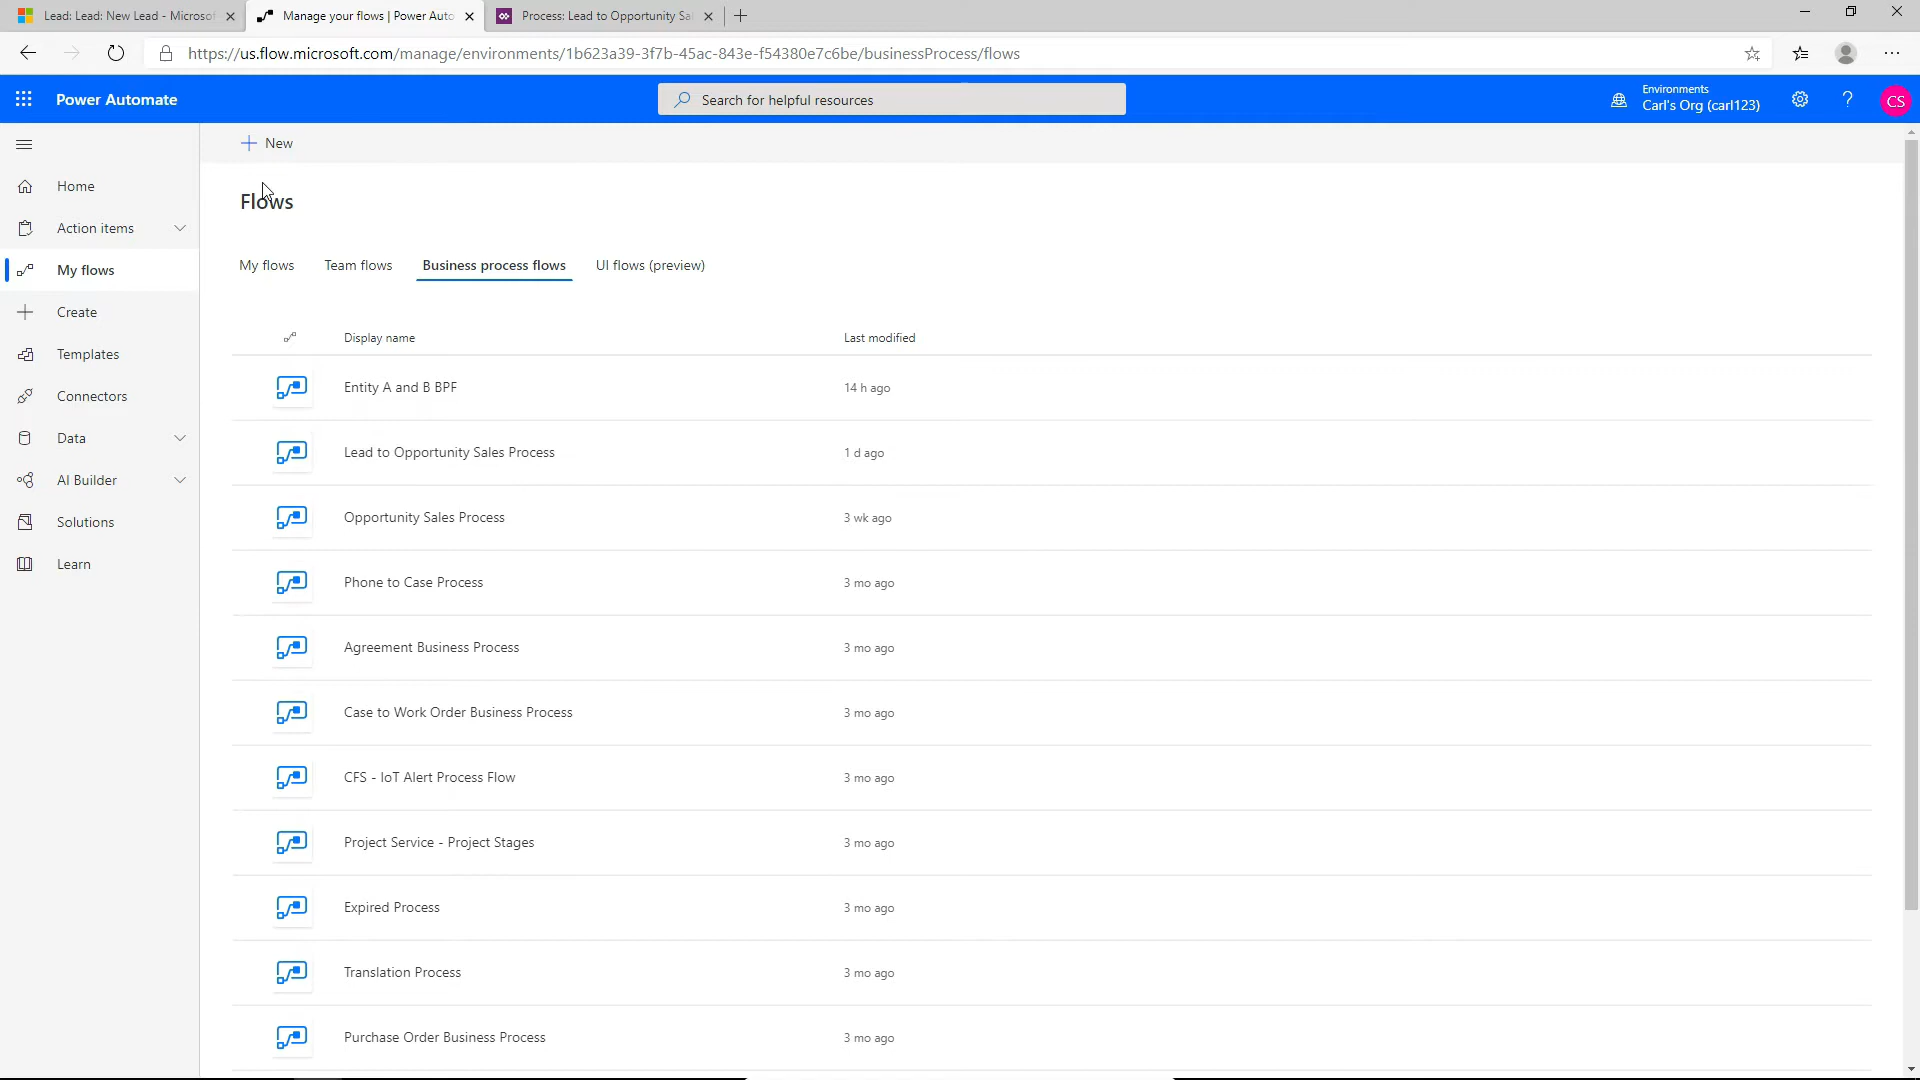 Lead: Lead: New Lead - Microsof
Manage your flows | Power Auto
Process: Lead to Opportunity Sa
https://us.flow.microsoft.com/manage/environments/1b623a39-3f7b-45ac-843e-f54380e7c6be/businessProcess/flows
Power Automate
Search for helpful resources
Environments
Carl's Org (carl123)
?
CS
New
Home
Action items
My flows
Create
Templates
Connectors
Data
AI Builder
Solutions
Learn
Flows
My flows
Team flows
Business process flows
UI flows (preview)
Display name
Last modified
Entity A and B BPF
14 h ago
Lead to Opportunity Sales Process
1 d ago
Opportunity Sales Process
3 wk ago
Phone to Case Process
3 mo ago
Agreement Business Process
3 mo ago
Case to Work Order Business Process
3 mo ago
CFS - IoT Alert Process Flow
3 mo ago
Project Service - Project Stages
3 mo ago
Expired Process
3 mo ago
Translation Process
3 mo ago
Purchase Order Business Process
3 mo ago